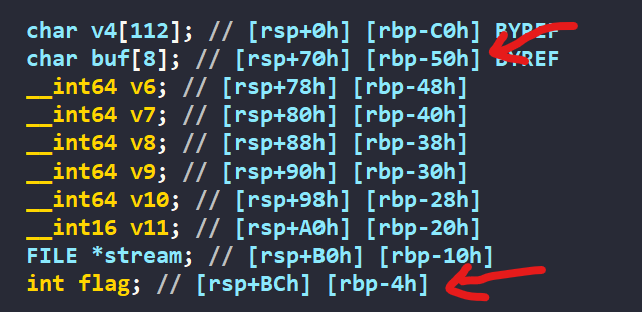 char v4[112]; // [rsp+0h] [rbp-C0h] BYREF
char buf[8]; // [rsp+70h] [rbp-50h] BYREF
__int64 v6; // [rsp+78h] [rbp-48h]
__int64 v7; // [rsp+80h] [rbp-40h]
__int64 v8; // [rsp+88h] [rbp-38h]
__int64 v9; // [rsp+90h] [rbp-30h]
__int64 v10; // [rsp+98h] [rbp-28h]
__int16 v11; // [rsp+A0h] [rbp-20h]
FILE *stream; // [rsp+B0h] [rbp-10h]
int flag; // [rsp+BCh] [rbp-4h]